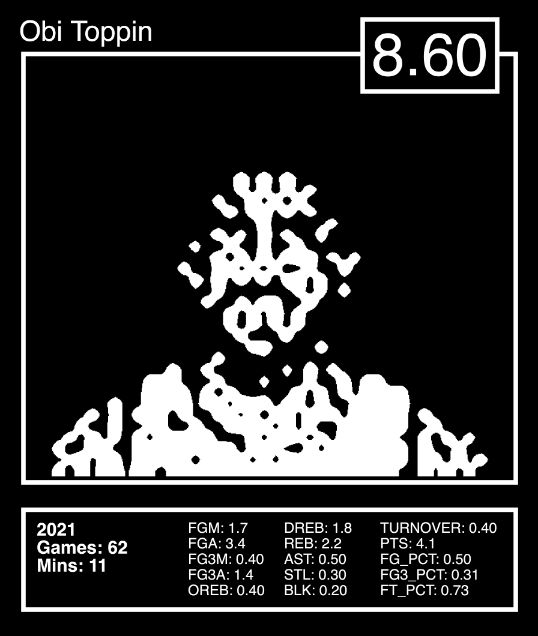 Obi Toppin
8.60
2021
Games: 62
Mins: 11
FGM: 1.7
FGA: 3.4
FG3M: 0.40
FG3A: 1.4
OREB: 0.40
DREB: 1.8
REB: 2.2
AST: 0.50
STL: 0.30
BLK: 0.20
TURNOVER: 0.40
PTS: 4.1
FG_PCT: 0.50
FG3_PCT: 0.31
FT_PCT: 0.73